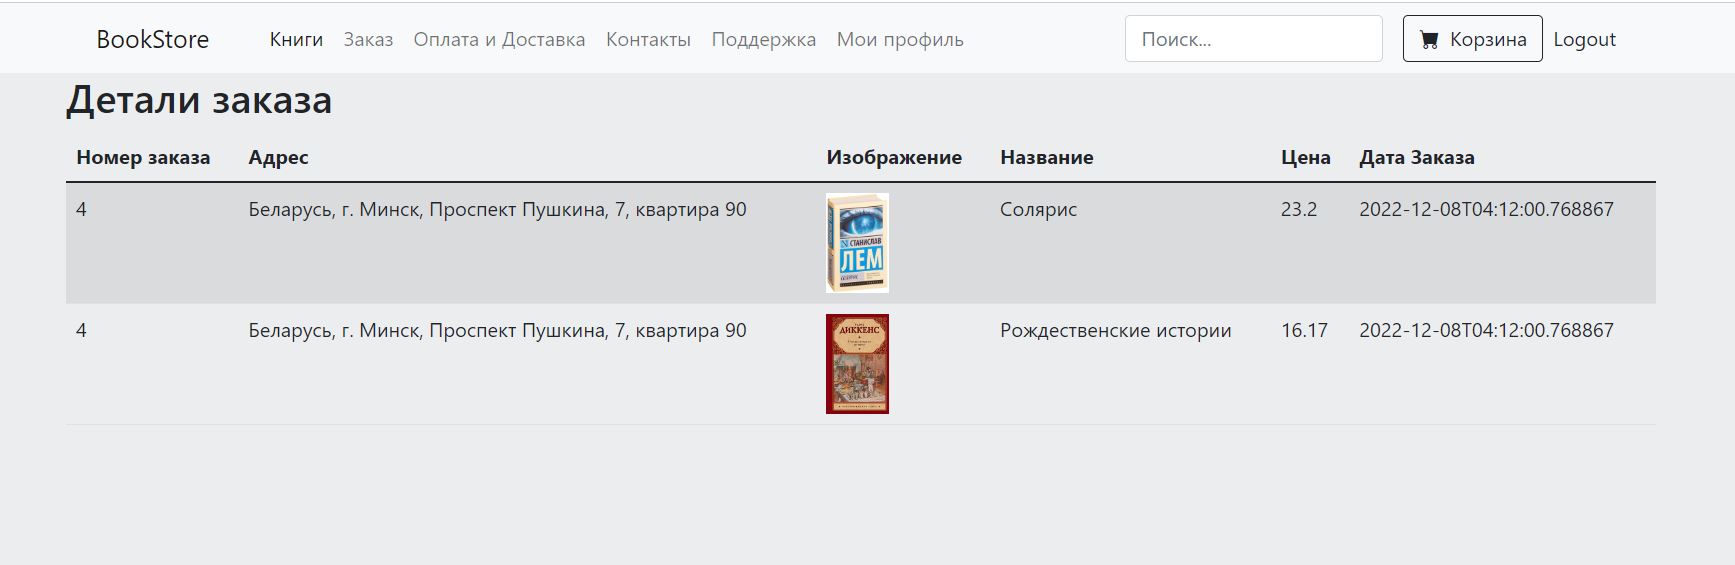 BookStore Книги Заказ Оплата и Доставка Контакты Поддержка Мои профиль Поиск... Корзина Logout
Детали заказа
Номер заказа Адрес Изображение Название Цена Дата Заказа
4 Беларусь, г. Минск, Проспект Пушкина, 7, квартира 90 Солярис 23.2 2022-12-08T04:12:00.768867
СТАНИСЛАВ
ЛЕМ
СОЛЯРИС
4 Беларусь, г. Минск, Проспект Пушкина, 7, квартира 90 Рождественские истории 16.17 2022-12-08T04:12:00.768867
ДИККЕНС